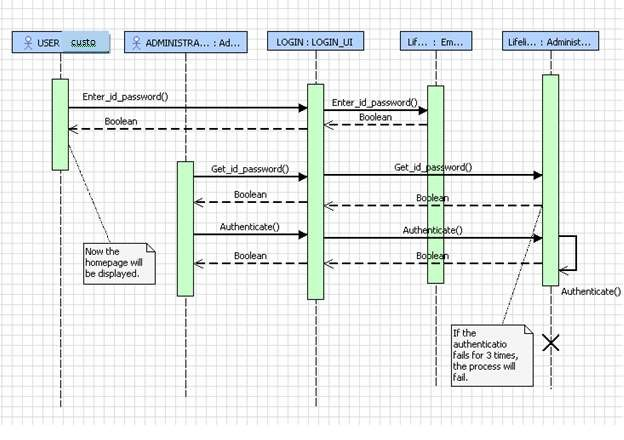 USER custo
ADMINISTRA... : Ad...
LOGIN : LOGIN_UI
Lif... : Em...
Lifeli... : Administ...
Enter_id_password()
Enter_id_password()
Boolean
Boolean
Get_id_password()
Get_id_password()
Boolean
Boolean
Authenticate()
Authenticate()
Boolean
Boolean
Authenticate()
Now the
homepage will
be displayed.
If the
authenticatio
fails for 3 times,
the process will
fail.